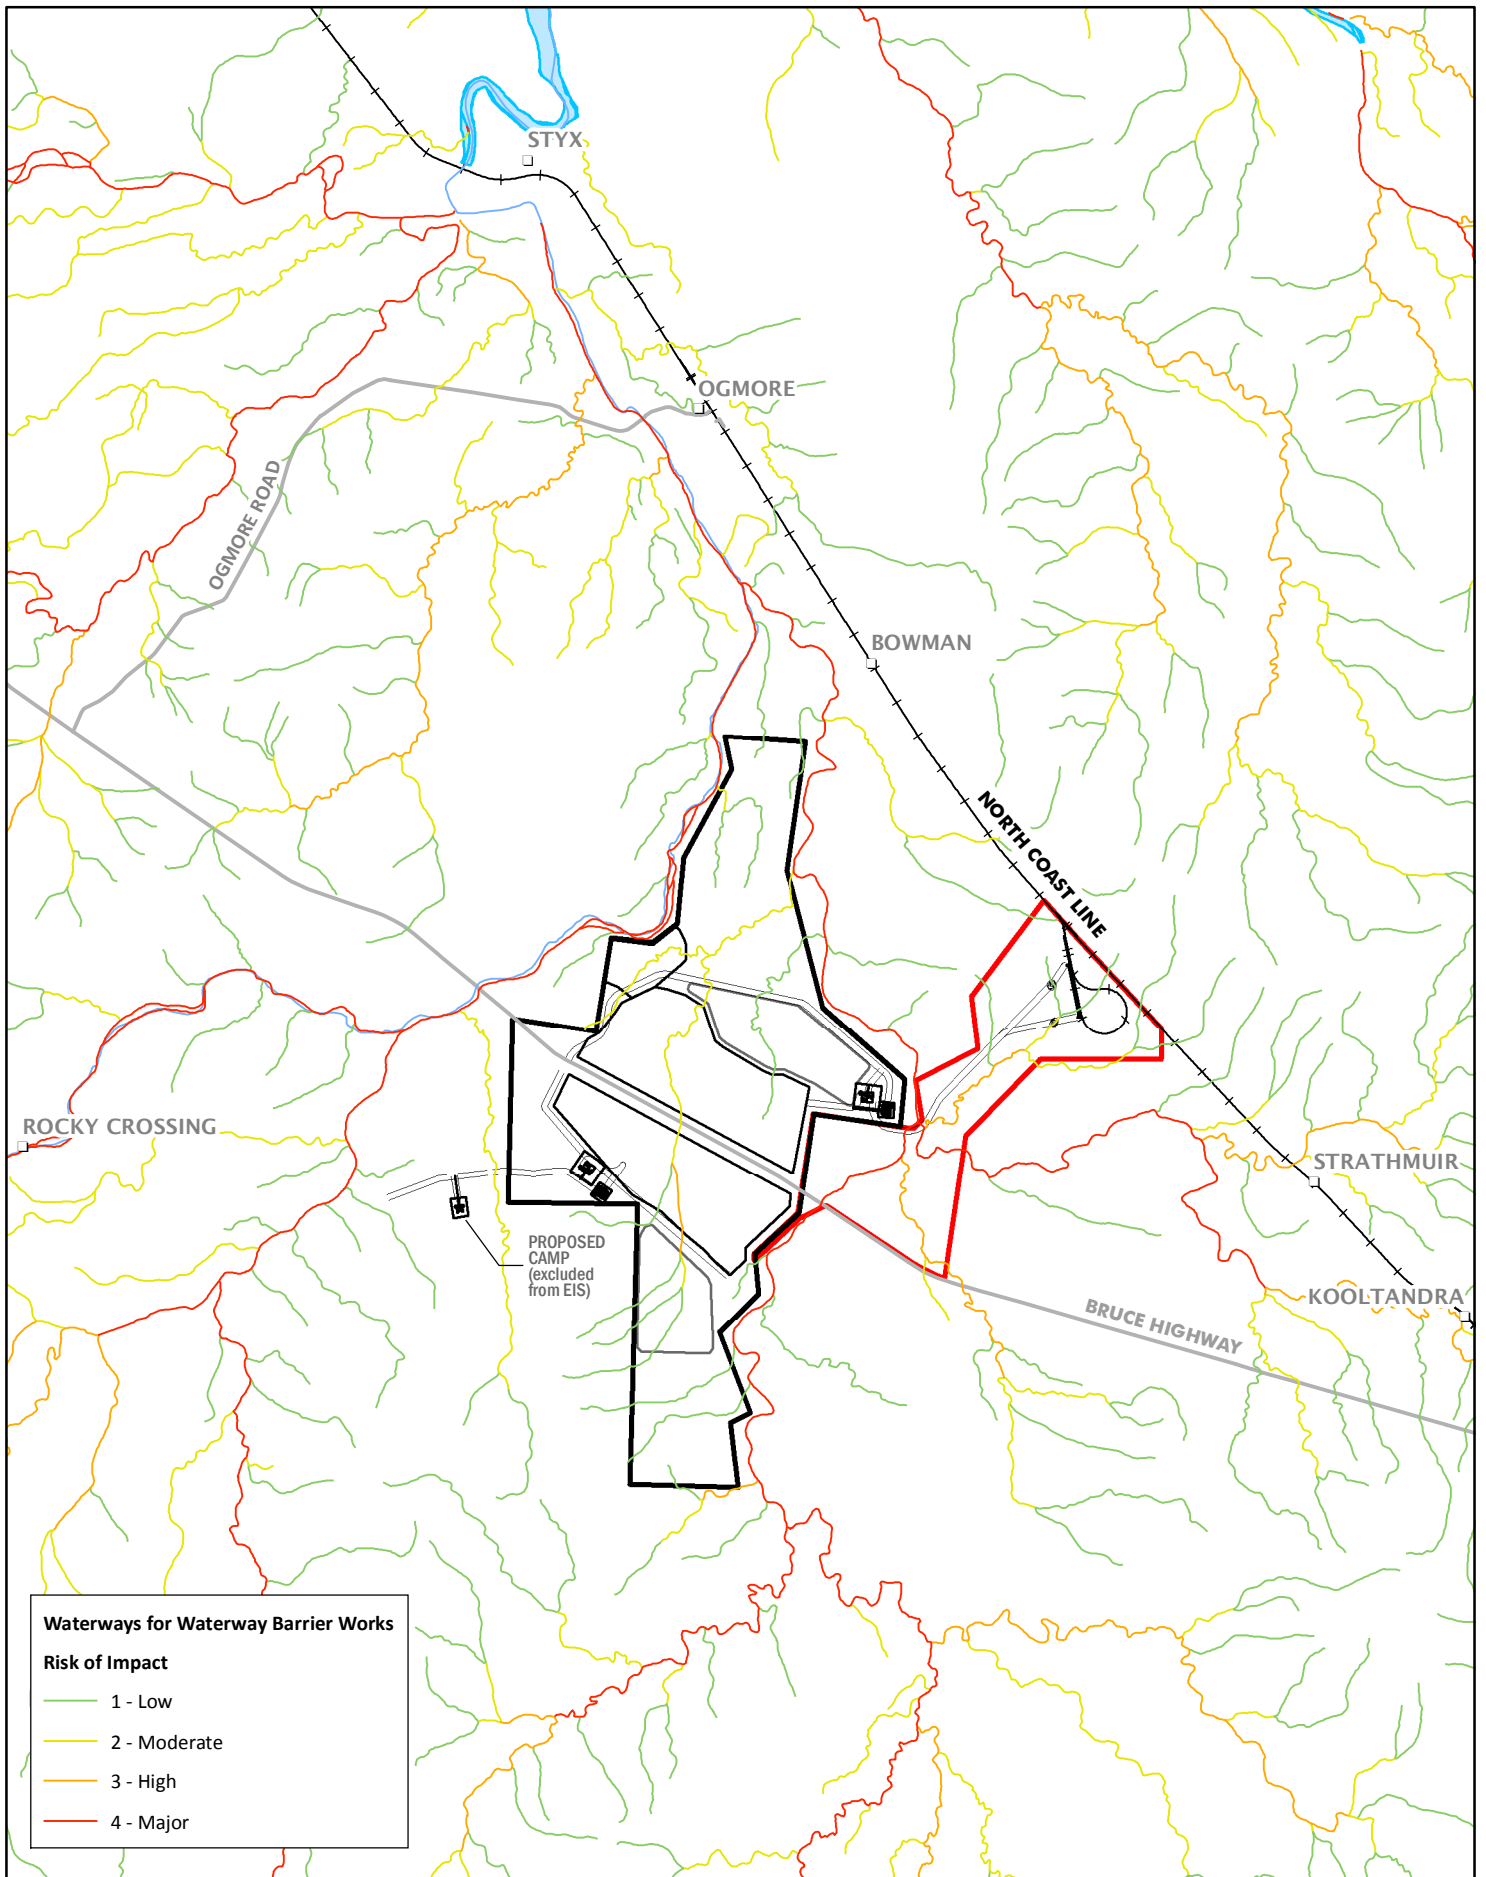 STYX
OGMORE
OGMORE ROAD
BOWMAN
NORTH COAST LINE
ROCKY CROSSING
STRATHMUIR
PROPOSED
CAMP
(excluded
from EIS)
KOOLTANDRA
BRUCE HIGHWAY
Waterways for Waterway Barrier Works
Risk of Impact
1 - Low
2 - Moderate
3 - High
4 - Major